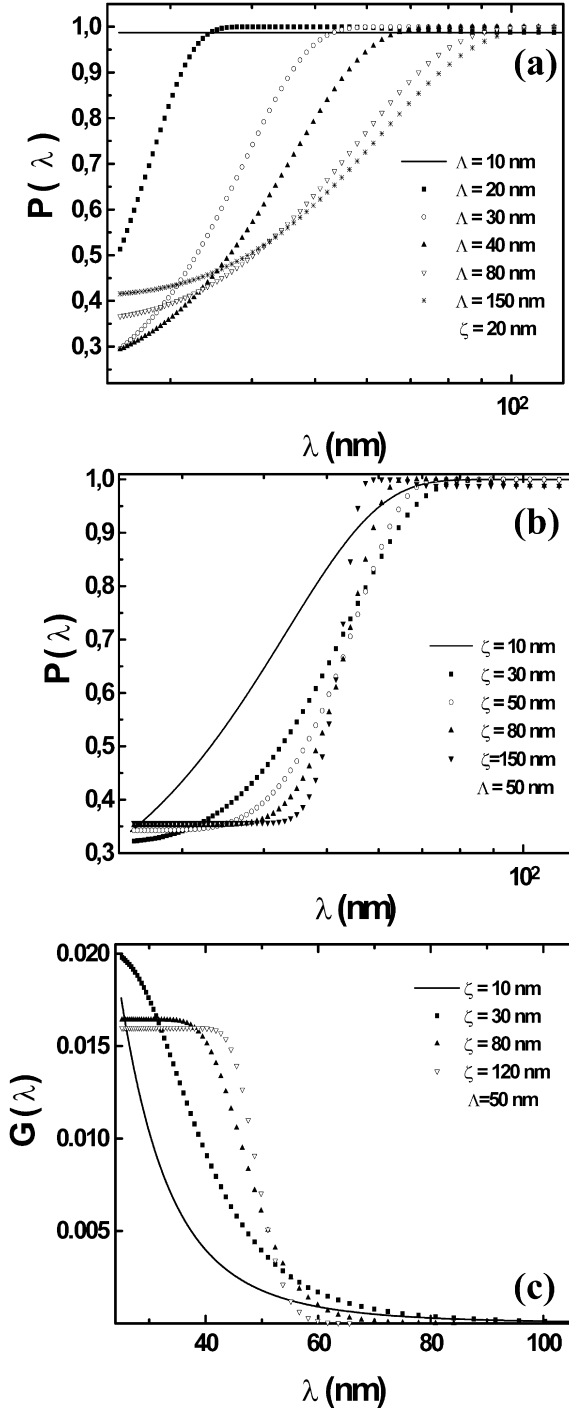 (a)
P(λ)
1,0
0,9
0,8
0,7
0,6
0,5
0,4
0,3
Λ = 10 nm
Λ = 20 nm
Λ = 30 nm
Λ = 40 nm
Λ = 80 nm
Λ = 150 nm
ζ = 20 nm
10²
λ (nm)
(b)
P(λ)
1,0
0,9
0,8
0,7
0,6
0,5
0,4
0,3
ζ = 10 nm
ζ = 30 nm
ζ = 50 nm
ζ = 80 nm
ζ=150 nm
Λ = 50 nm
10²
λ (nm)
G(λ)
0.020
0.015
0.010
0.005
ζ = 10 nm
ζ = 30 nm
ζ = 80 nm
ζ = 120 nm
Λ=50 nm
(c)
40 60 80 100
λ (nm)